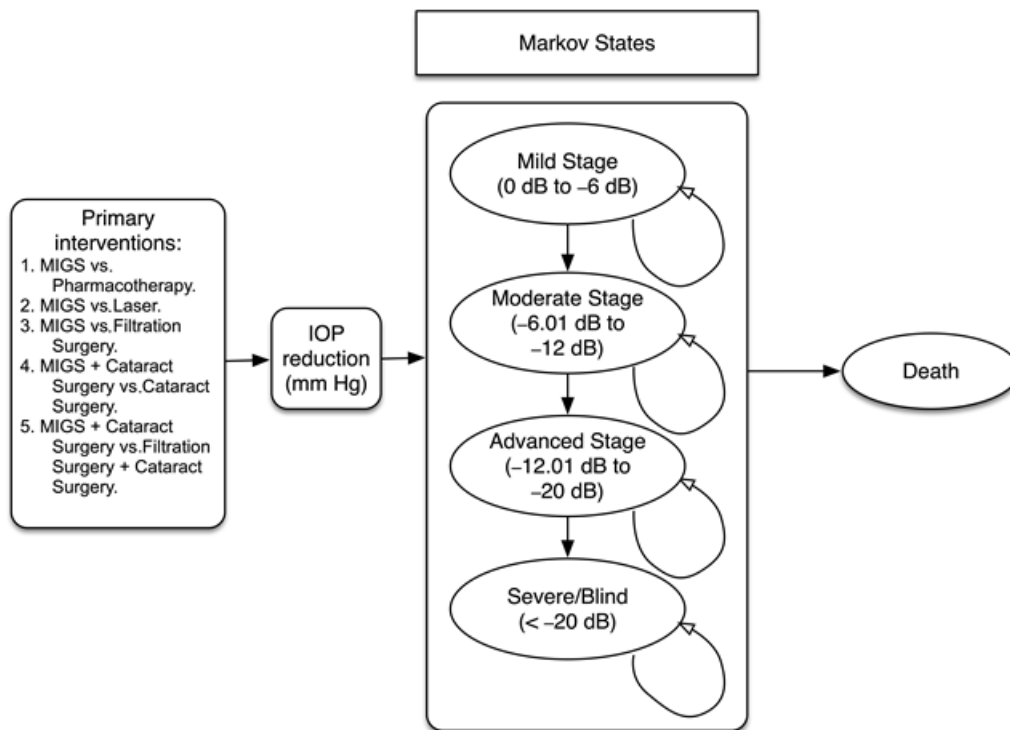 Markov States
Primary
interventions:
1. MIGS vs.
Pharmacotherapy.
2. MIGS vs.Laser.
3. MIGS vs.Filtration
Surgery.
4. MIGS + Cataract
Surgery vs.Cataract
Surgery.
5. MIGS + Cataract
Surgery vs.Filtration
Surgery + Cataract
Surgery.
IOP
reduction
(mm Hg)
Mild Stage
(0 dB to −6 dB)
Moderate Stage
(−6.01 dB to
−12 dB)
Advanced Stage
(−12.01 dB to
−20 dB)
Severe/Blind
(< −20 dB)
Death